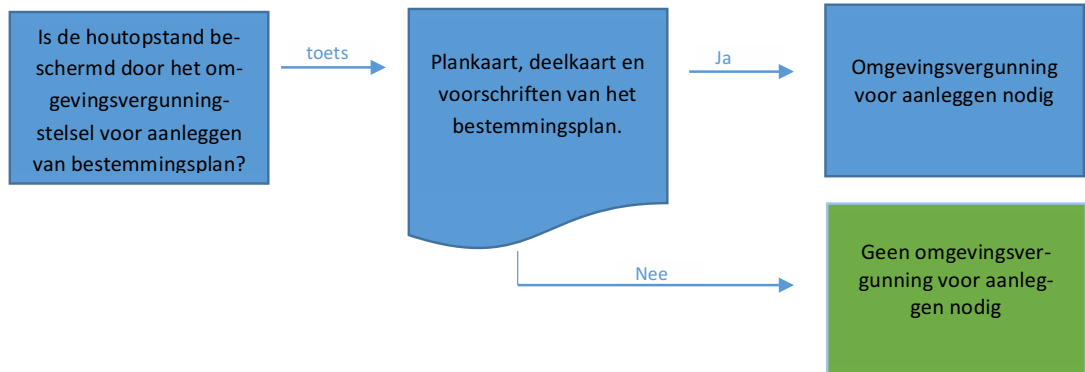 Is de houtopstand be-
schermd door het om-
gevingsvergunning-
stelsel voor aanleggen
van bestemmingsplan?
toets
Plankaart, deelkaart en
voorschriften van het
bestemmingsplan.
Ja
Omgevingsvergunning
voor aanleggen nodig
Nee
Geen omgevingsver-
gunning voor aanleg-
gen nodig